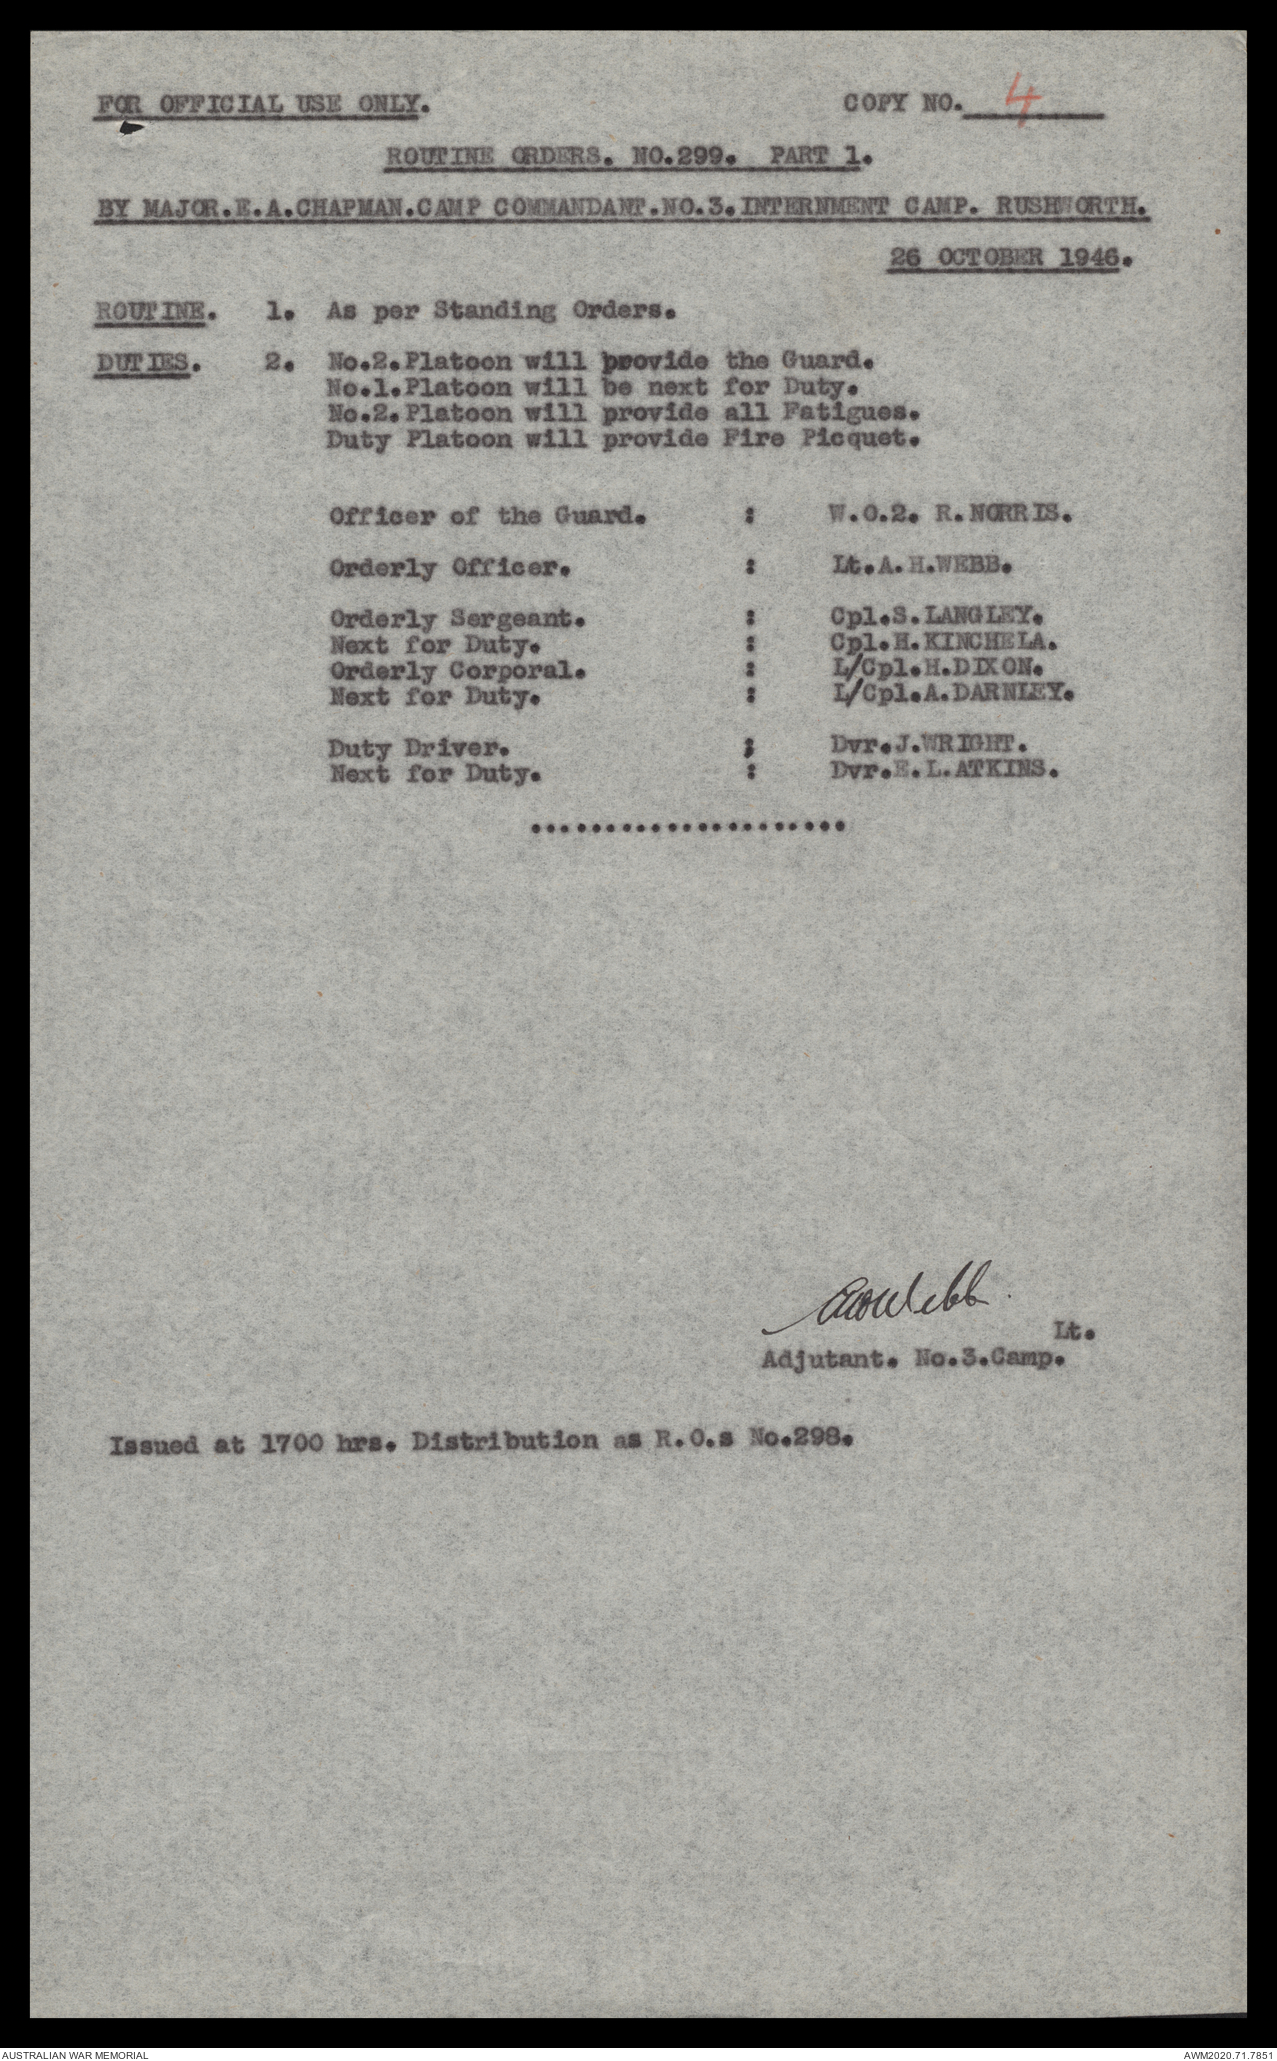 FOR OFFICIAL USE ONLY. COPY NO. 4
ROUTINE ORDERS. NO.299. PART 1.
BY MAJOR.E.A.CHAPMAN.CAMP COMMANDANT.NO.3.INTERNMENT CAMP. RUSHWORTH.
26 OCTOBER 1946.
ROUTINE. 1. As per Standing Orders.
DUTIES. 2. No.2.Platoon will provide the Guard.
No.1.Platoon will be next for Duty.
No.2.Platoon will provide all Fatigues.
Duty Platoon will provide Fire Picquet.
Officer of the Guard. : W.O.2. R.NORRIS.
Orderly Officer. : Lt.A.H.WEBB.
Orderly Sergeant. : Cpl.S.LANGLEY.
Next for Duty. : Cpl.H.KINCHELA.
Orderly Corporal. : L/Cpl.H.DIXON.
Next for Duty. : L/Cpl.A.DARNLEY.
Duty Driver. ; Dvr.J.WRIGHT.
Next for Duty. : Dvr.E.L.ATKINS.
.....................
Webb.
Lt.
Adjutant. No.3.Camp.
Issued at 1700 hrs. Distribution as R.O.s No.298.
AUSTRALIAN WAR MEMORIAL AWM2020.71.7851